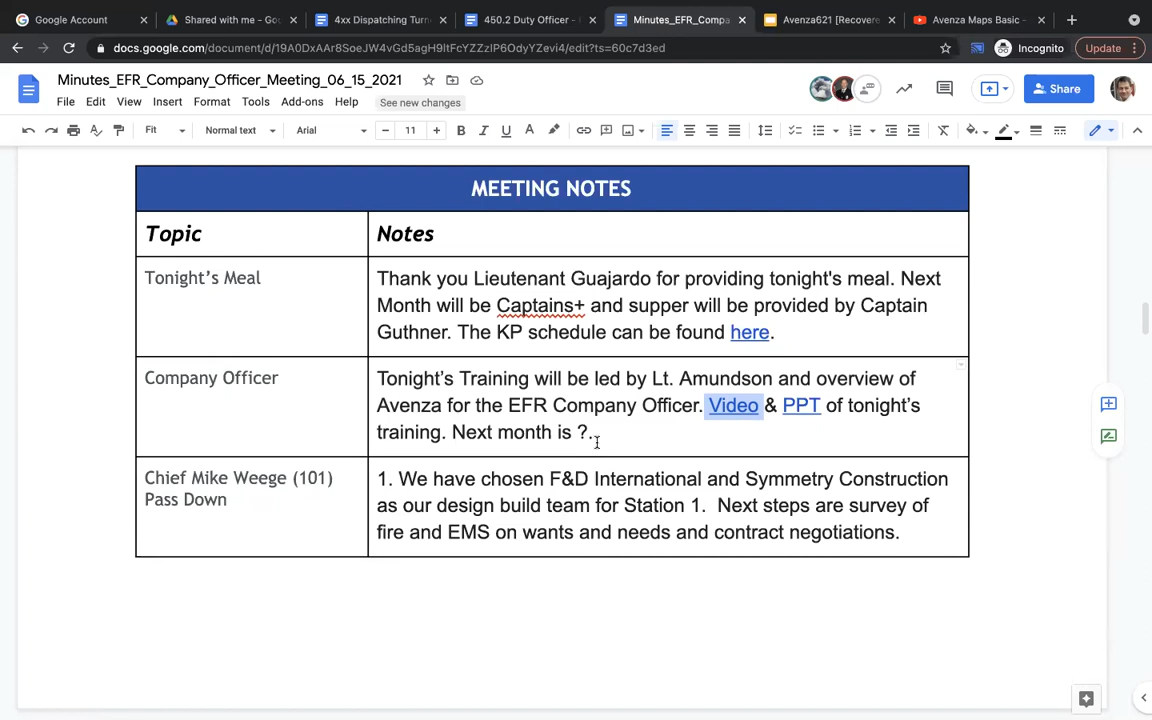 Google Account
Shared with me - Goo
4xx Dispatching Turn
450.2 Duty Officer -
Minutes_EFR_Compa
Avenza621 [Recovere
Avenza Maps Basic -
docs.google.com/document/d/19A0DxAAr8SoeJW4vGd5agH9ItFcYZZzIP6OdyYZevi4/edit?ts=60c7d3ed
Incognito
Update
Minutes_EFR_Company_Officer_Meeting_06_15_2021
Share
File Edit View Insert Format Tools Add-ons Help See new changes
Fit Normal text Arial - 11 + B I U A
MEETING NOTES
Topic
Notes
Tonight's Meal
Thank you Lieutenant Guajardo for providing tonight's meal. Next
Month will be Captains+ and supper will be provided by Captain
Guthner. The KP schedule can be found here.
Company Officer
Tonight's Training will be led by Lt. Amundson and overview of
Avenza for the EFR Company Officer. Video & PPT of tonight's
training. Next month is ?.
Chief Mike Weege (101)
Pass Down
1. We have chosen F&D International and Symmetry Construction
as our design build team for Station 1. Next steps are survey of
fire and EMS on wants and needs and contract negotiations.